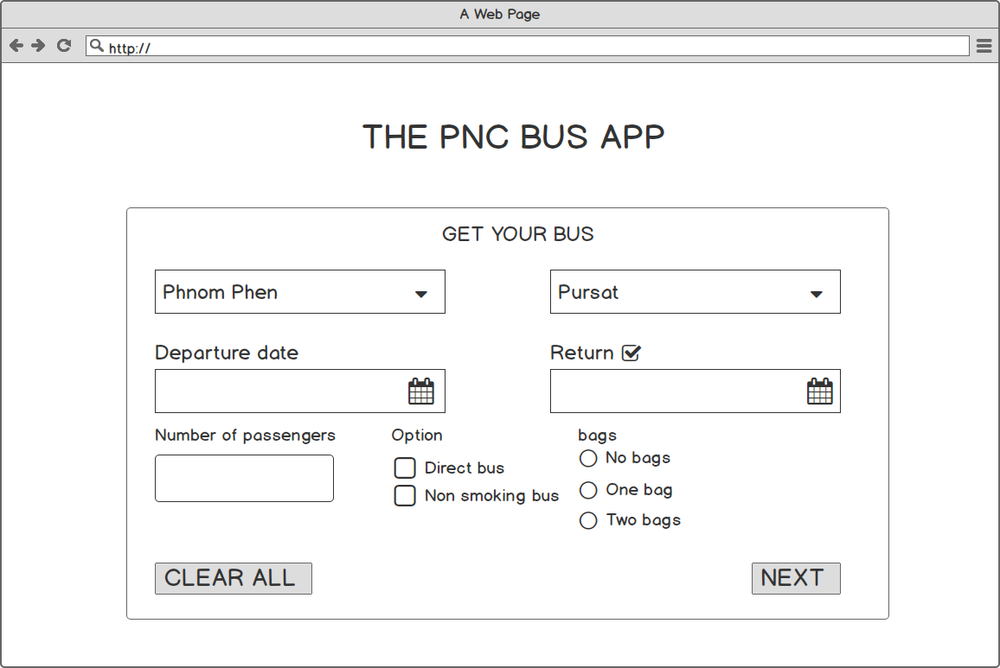 A Web Page
http://
THE PNC BUS APP
GET YOUR BUS
Phnom Phen
Pursat
Departure date
Return
Number of passengers
Option
bags
Direct bus
Non smoking bus
No bags
One bag
Two bags
CLEAR ALL
NEXT